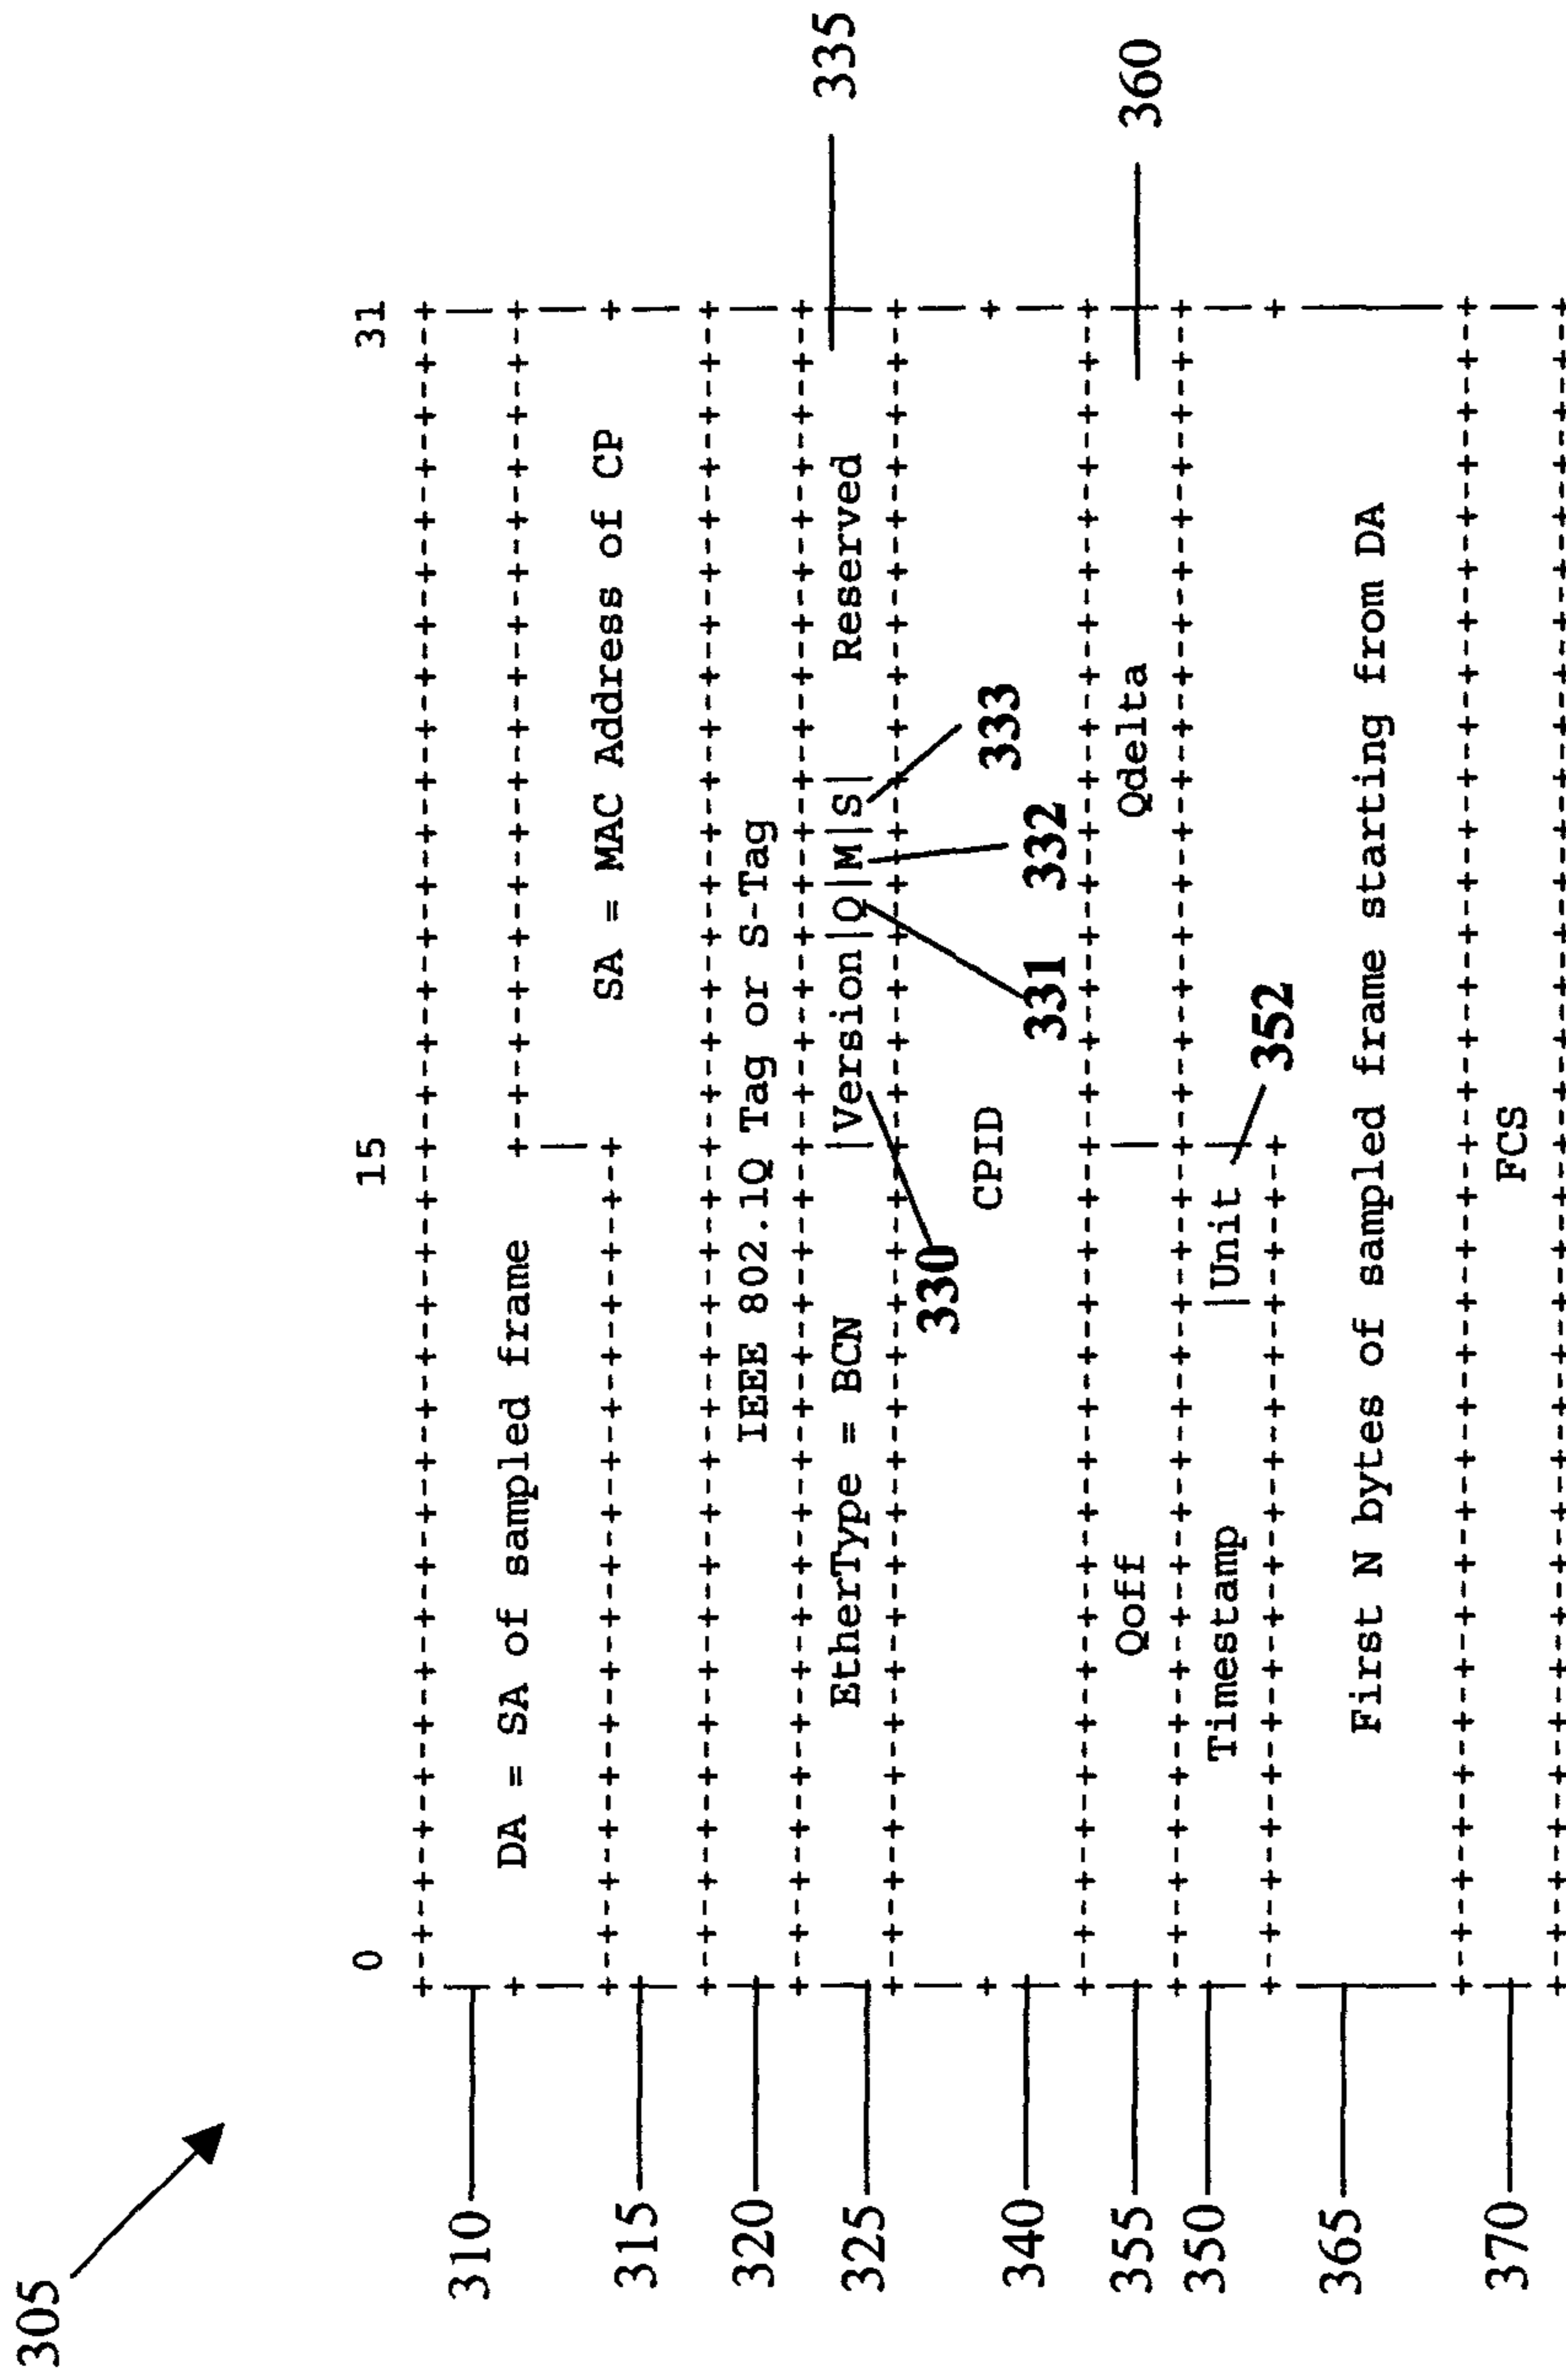 305
0 15 31
310 DA = SA of sampled frame
315 SA = MAC Address of CP
320 IEEE 802.1Q Tag or S-Tag
325 EtherType = BCN |Version|Q|M|S| Reserved 335
330 331 332 333
340 CPID
355 Qoff Qdelta 360
350 Timestamp |Unit 352
365 First N bytes of sampled frame starting from DA
370 FCS